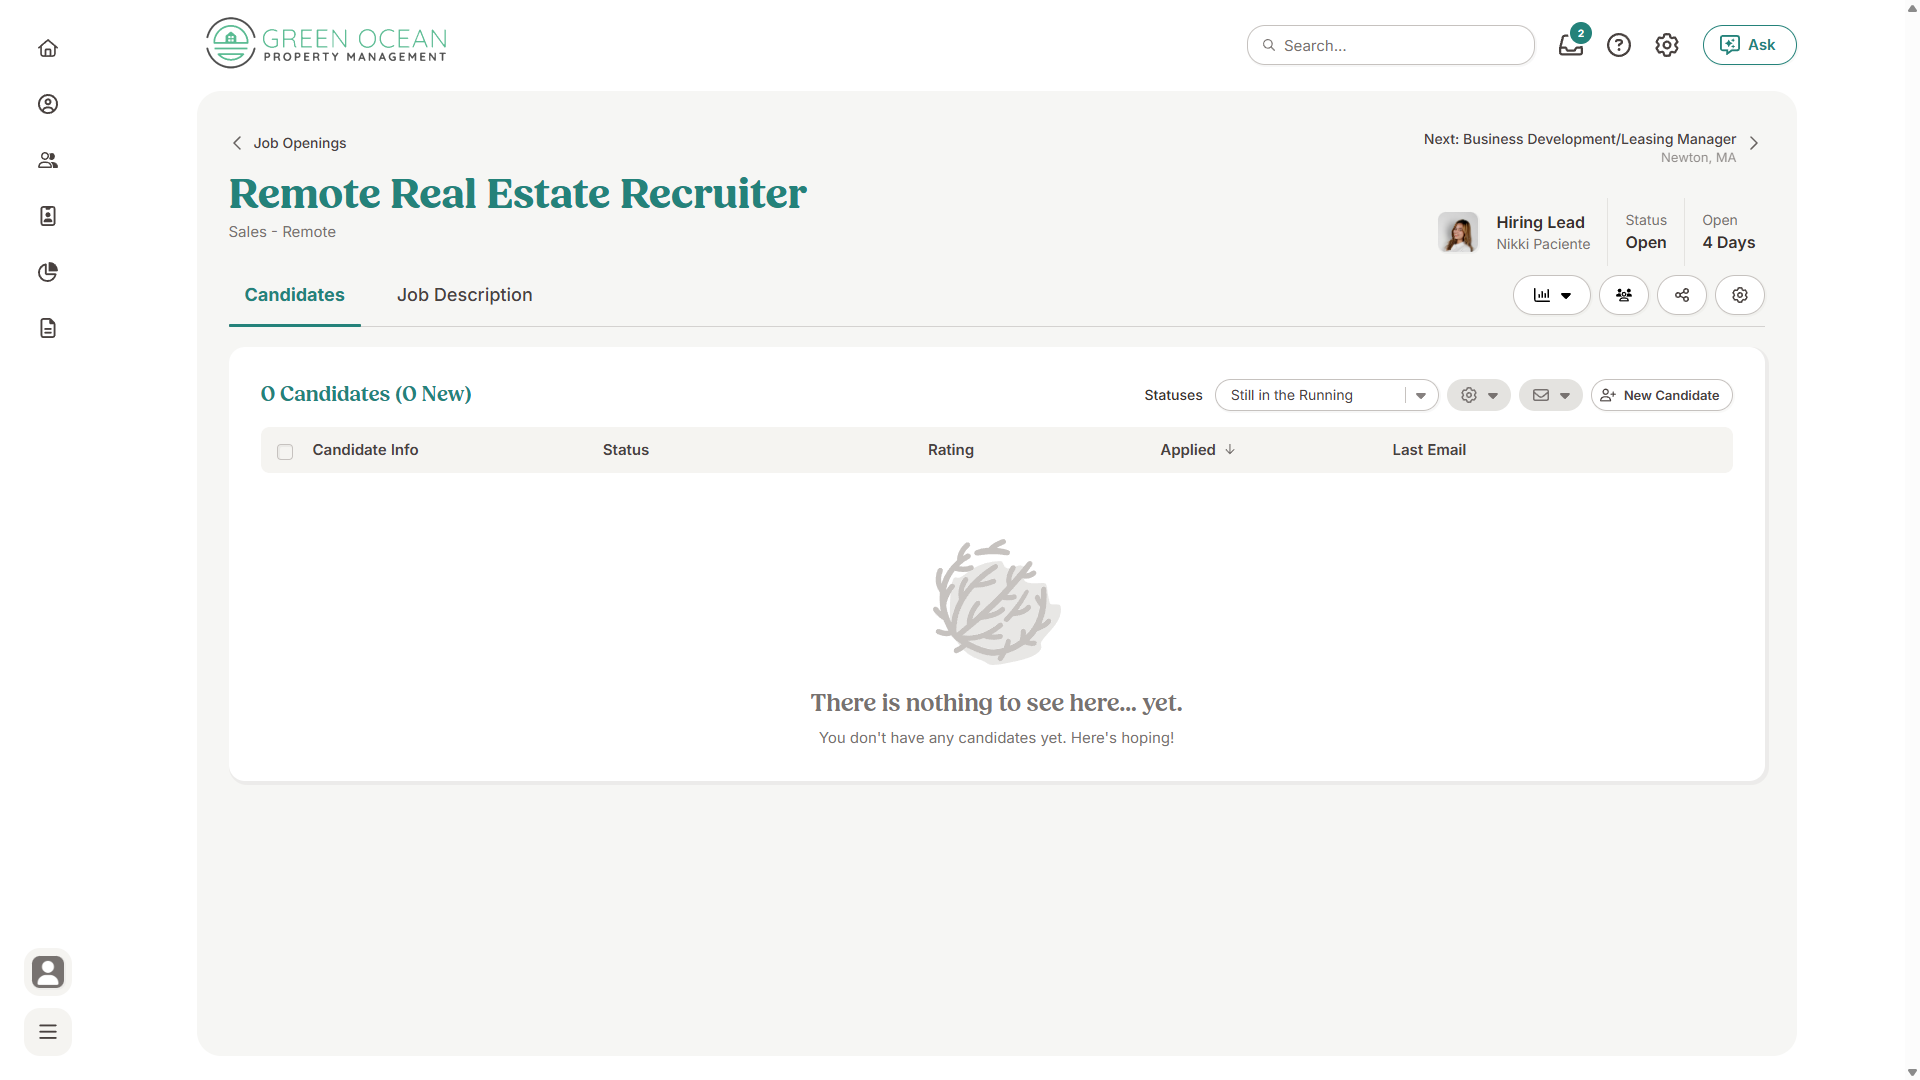 GREEN OCEAN
PROPERTY MANAGEMENT
Search...
2
Ask
Job Openings
Next: Business Development/Leasing Manager
Newton, MA
Remote Real Estate Recruiter
Sales - Remote
Hiring Lead
Nikki Paciente
Status
Open
Open
4 Days
Candidates
Job Description
0 Candidates (0 New)
Statuses
Still in the Running
New Candidate
Candidate Info
Status
Rating
Applied
Last Email
There is nothing to see here... yet.
You don't have any candidates yet. Here's hoping!